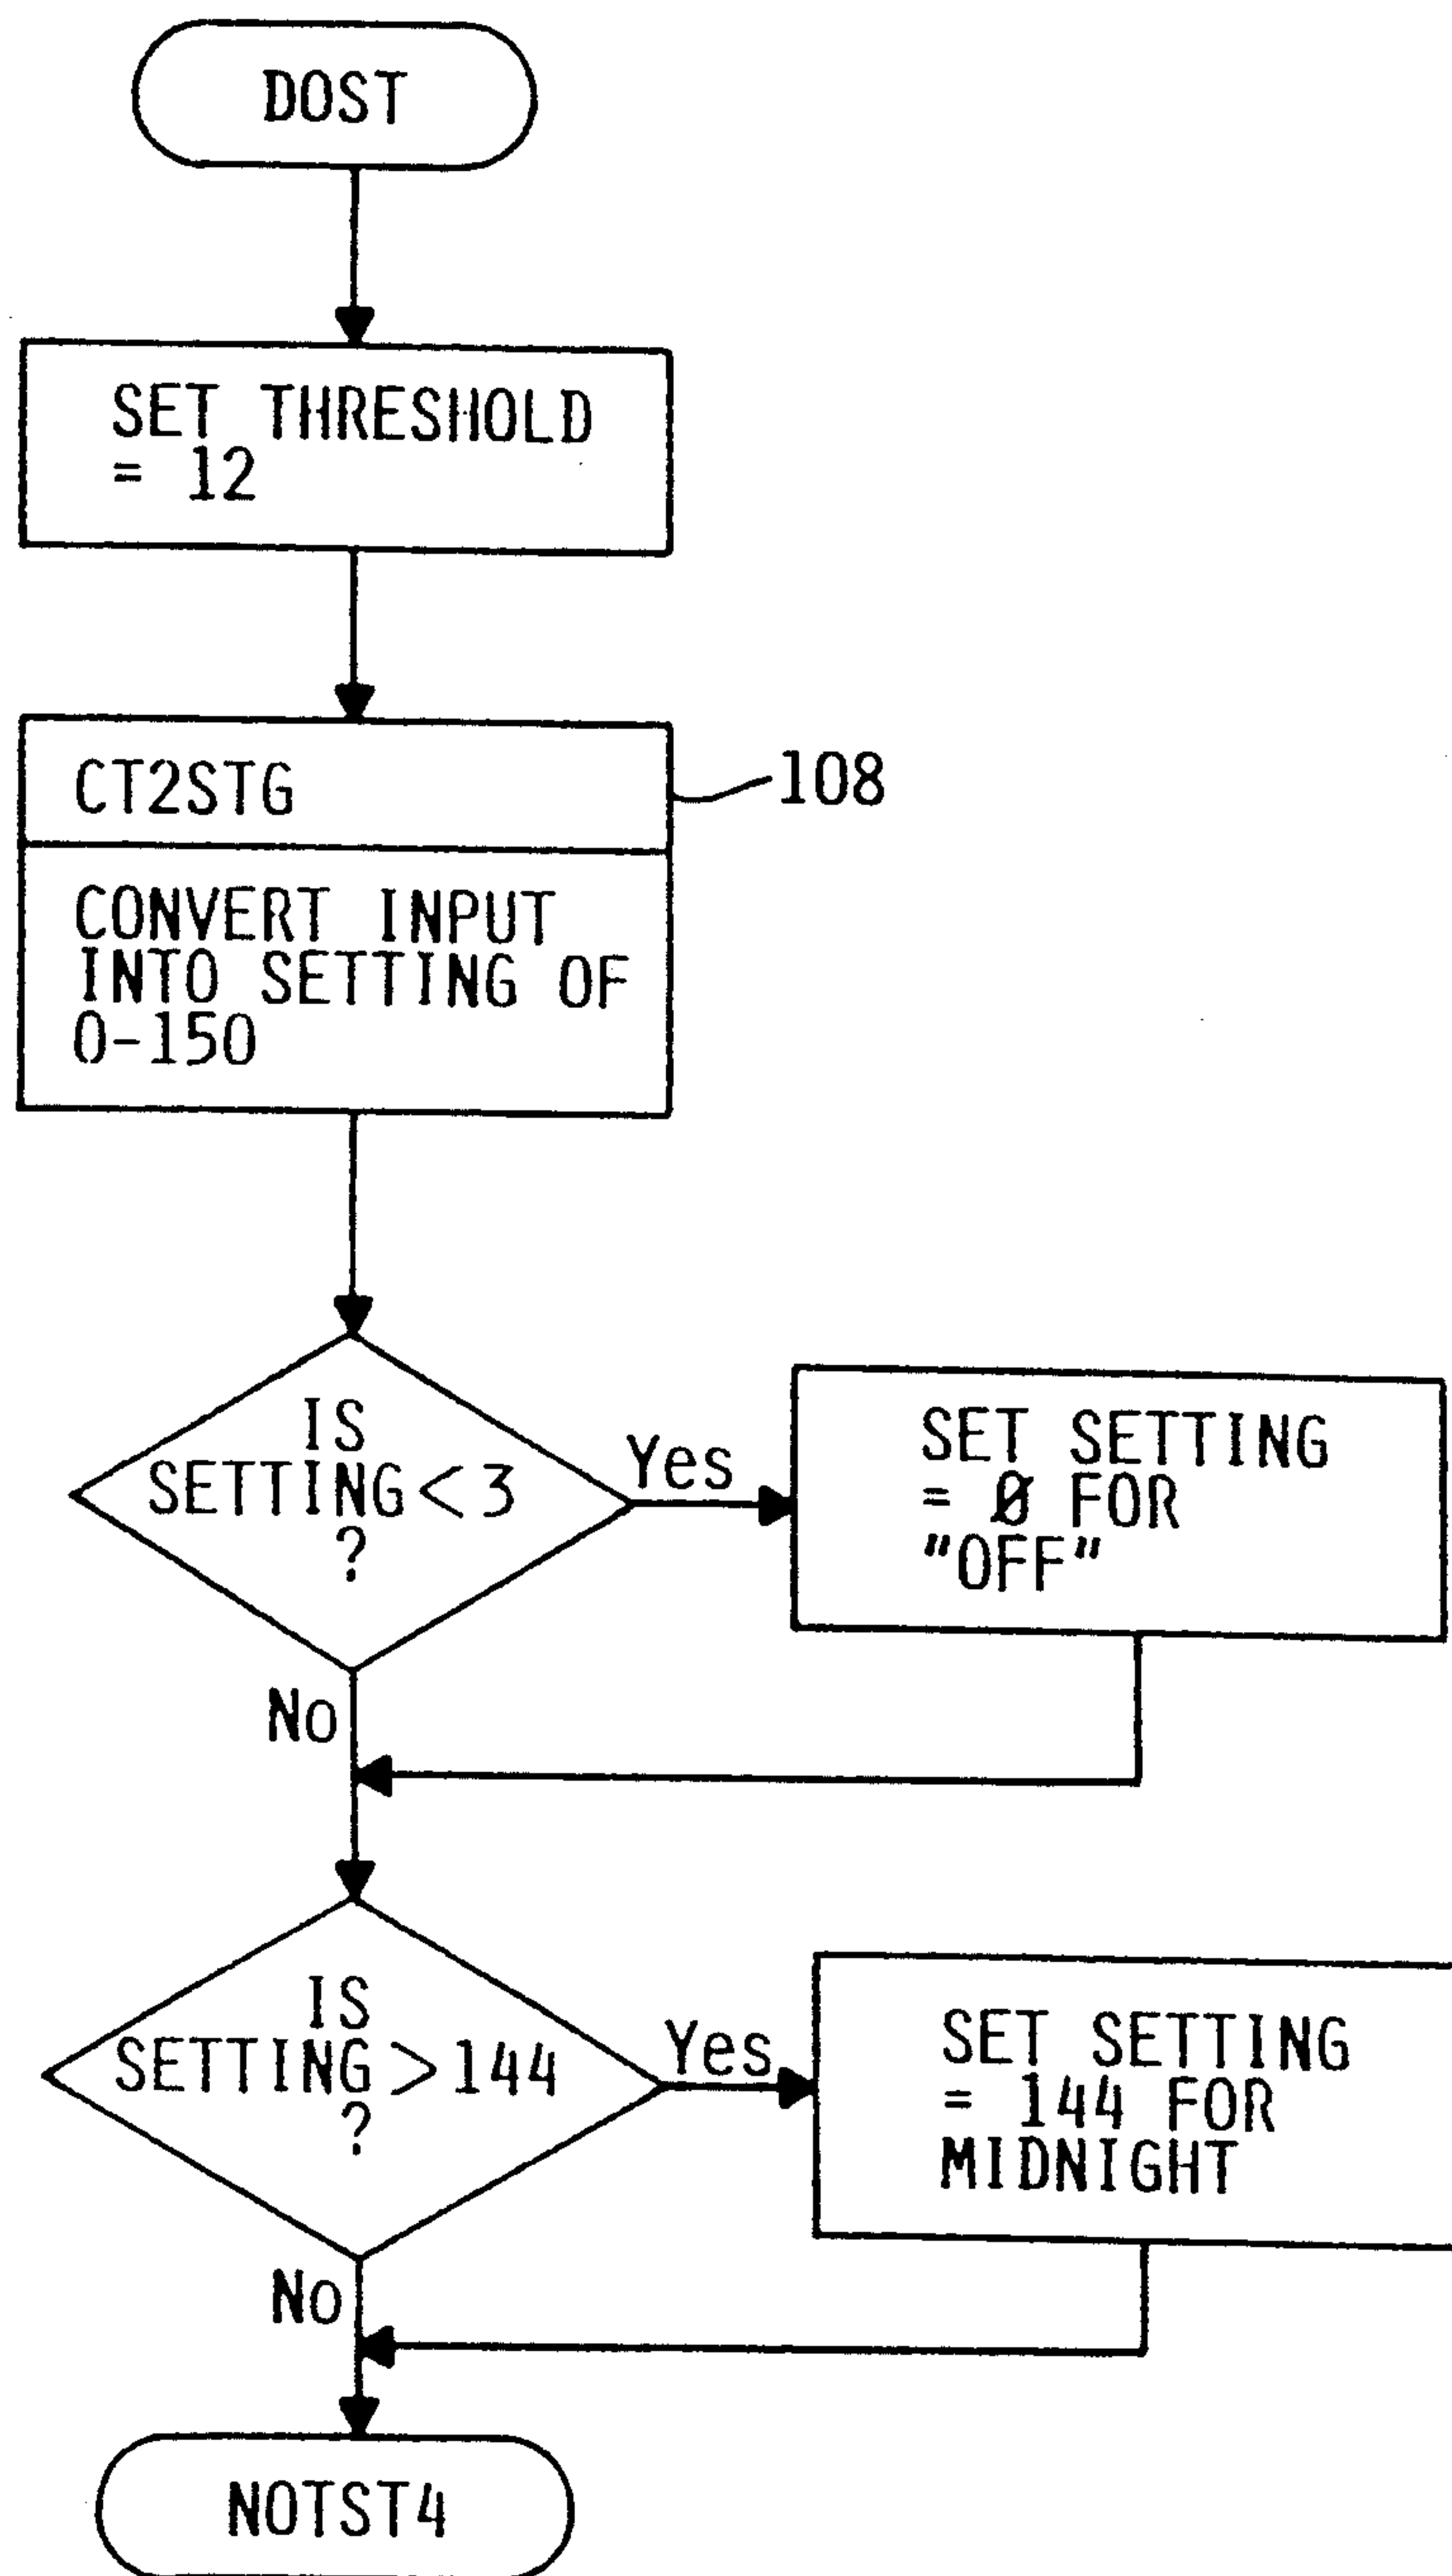 DOST
SET THRESHOLD
= 12
CT2STG
108
CONVERT INPUT
INTO SETTING OF
0-150
IS
SETTING<3
?
Yes
SET SETTING
= Ø FOR
"OFF"
No
IS
SETTING>144
?
Yes
SET SETTING
= 144 FOR
MIDNIGHT
No
NOTST4